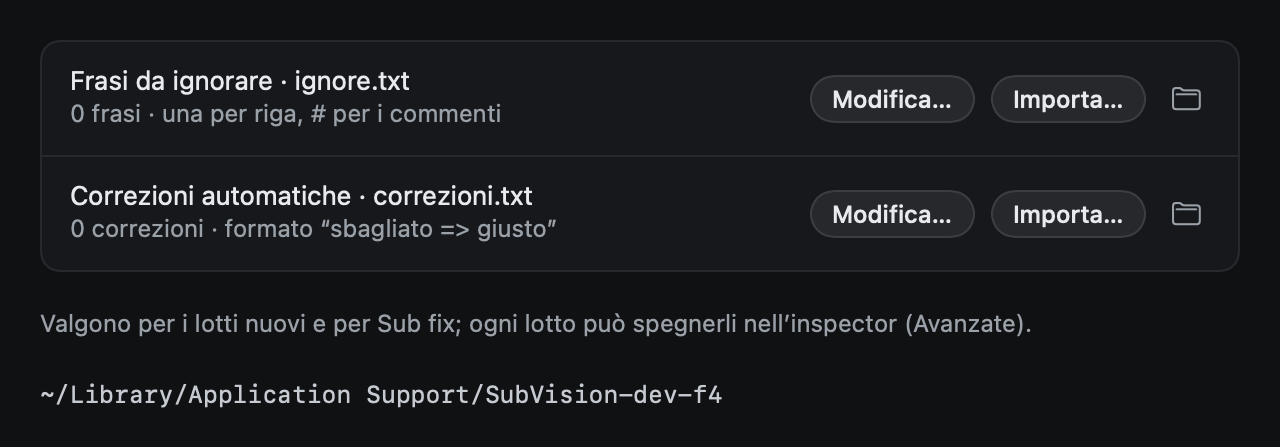 Frasi da ignorare · ignore.txt
0 frasi · una per riga, # per i commenti
Modifica...
Importa...
Correzioni automatiche · correzioni.txt
0 correzioni · formato “sbagliato => giusto”
Modifica...
Importa...
Valgono per i lotti nuovi e per Sub fix; ogni lotto può spegnerli nell’inspector (Avanzate).
~/Library/Application Support/SubVision-dev-f4